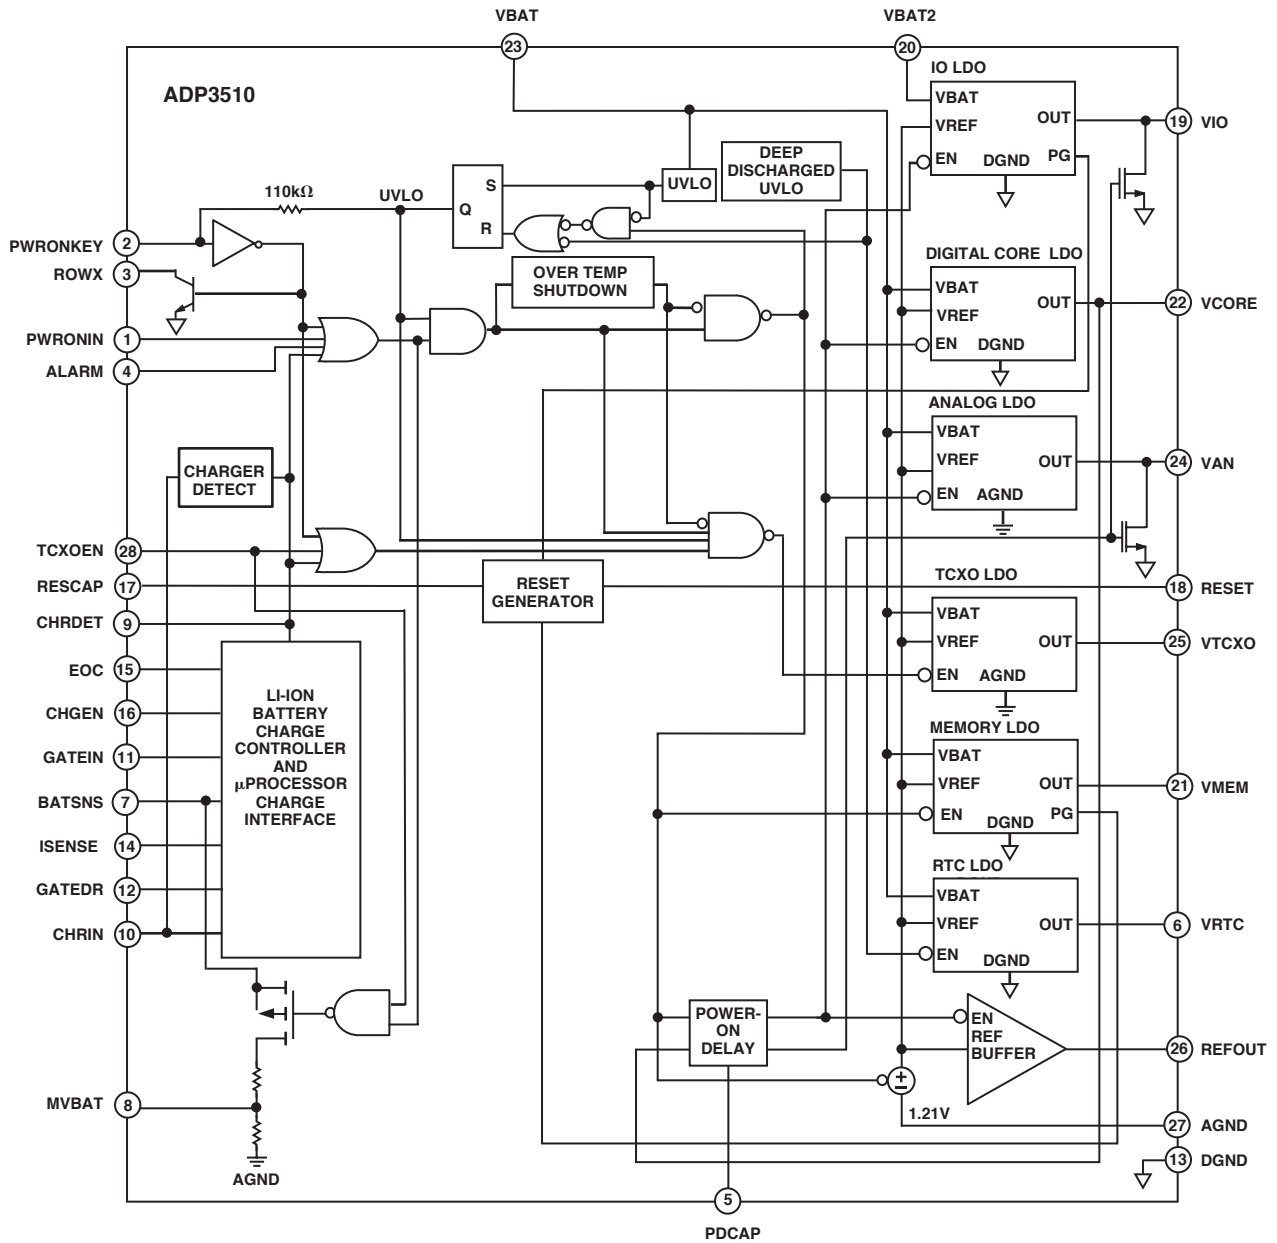 VBAT
VBAT2
23
20
ADP3510
IO LDO
VBAT
VREF
EN
DGND
OUT
PG
19
VIO
110kΩ
UVLO
S
Q
R
UVLO
DEEP
DISCHARGED
UVLO
PWRONKEY
2
ROWX
3
PWRONIN
1
ALARM
4
OVER TEMP
SHUTDOWN
DIGITAL CORE LDO
VBAT
VREF
EN
DGND
OUT
22
VCORE
ANALOG LDO
VBAT
VREF
EN
AGND
OUT
24
VAN
CHARGER
DETECT
TCXOEN
28
RESCAP
17
CHRDET
9
EOC
15
CHGEN
16
GATEIN
11
BATSNS
7
ISENSE
14
GATEDR
12
CHRIN
10
RESET
GENERATOR
TCXO LDO
18
RESET
VBAT
VREF
EN
AGND
OUT
25
VTCXO
LI-ION
BATTERY
CHARGE
CONTROLLER
AND
μPROCESSOR
CHARGE
INTERFACE
MEMORY LDO
VBAT
VREF
EN
DGND
OUT
PG
21
VMEM
RTC LDO
VBAT
VREF
EN
DGND
OUT
6
VRTC
POWER-
ON
DELAY
EN
REF
BUFFER
26
REFOUT
±
1.21V
MVBAT
8
AGND
27
AGND
13
DGND
5
PDCAP